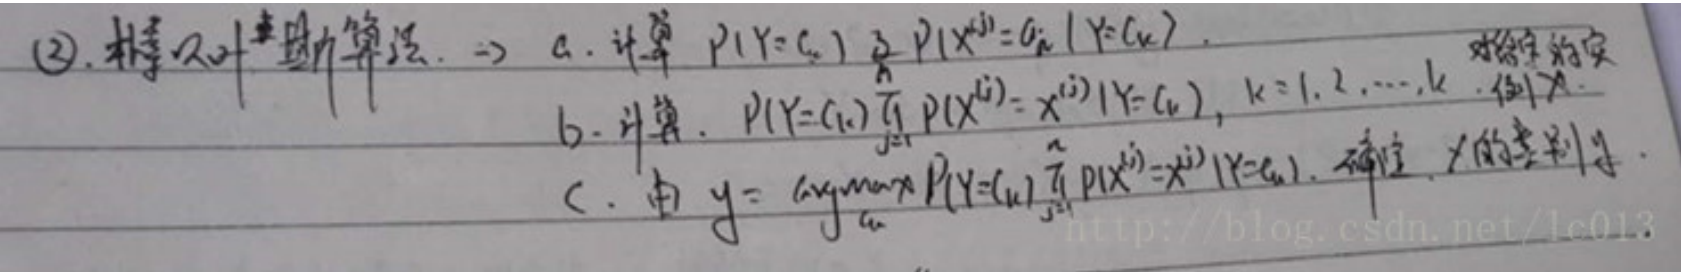 ②. 朴素贝叶斯算法. => a. 计算 P(Y=Cₖ) 及 P(X⁽ʲ⁾=aⱼₗ|Y=Cₖ).
b. 计算. P(Y=Cₖ) ∏ⱼ₌₁ⁿ P(X⁽ʲ⁾=x⁽ʲ⁾|Y=Cₖ), k=1.2.….,k. 对给定的实例X.
c. 由 y= argmax_Cₖ P(Y=Cₖ) ∏ⱼ₌₁ⁿ P(X⁽ʲ⁾=x⁽ʲ⁾|Y=Cₖ). 确定. X的类别y.
http://blog.csdn.net/lc013